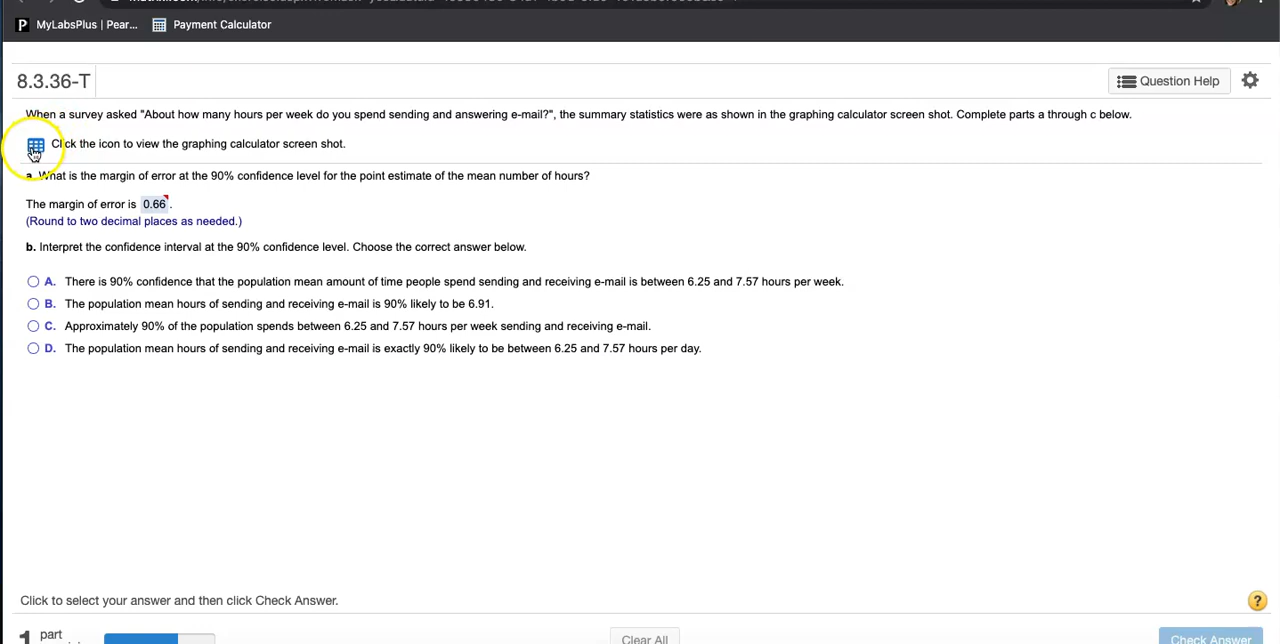 MyLabsPlus | Pear... Payment Calculator
8.3.36-T
Question Help
When a survey asked "About how many hours per week do you spend sending and answering e-mail?", the summary statistics were as shown in the graphing calculator screen shot. Complete parts a through c below.
Click the icon to view the graphing calculator screen shot.
a. What is the margin of error at the 90% confidence level for the point estimate of the mean number of hours?
The margin of error is 0.66 .
(Round to two decimal places as needed.)
b. Interpret the confidence interval at the 90% confidence level. Choose the correct answer below.
A. There is 90% confidence that the population mean amount of time people spend sending and receiving e-mail is between 6.25 and 7.57 hours per week.
B. The population mean hours of sending and receiving e-mail is 90% likely to be 6.91.
C. Approximately 90% of the population spends between 6.25 and 7.57 hours per week sending and receiving e-mail.
D. The population mean hours of sending and receiving e-mail is exactly 90% likely to be between 6.25 and 7.57 hours per day.
Click to select your answer and then click Check Answer.
?
1 part
Clear All
Check Answer